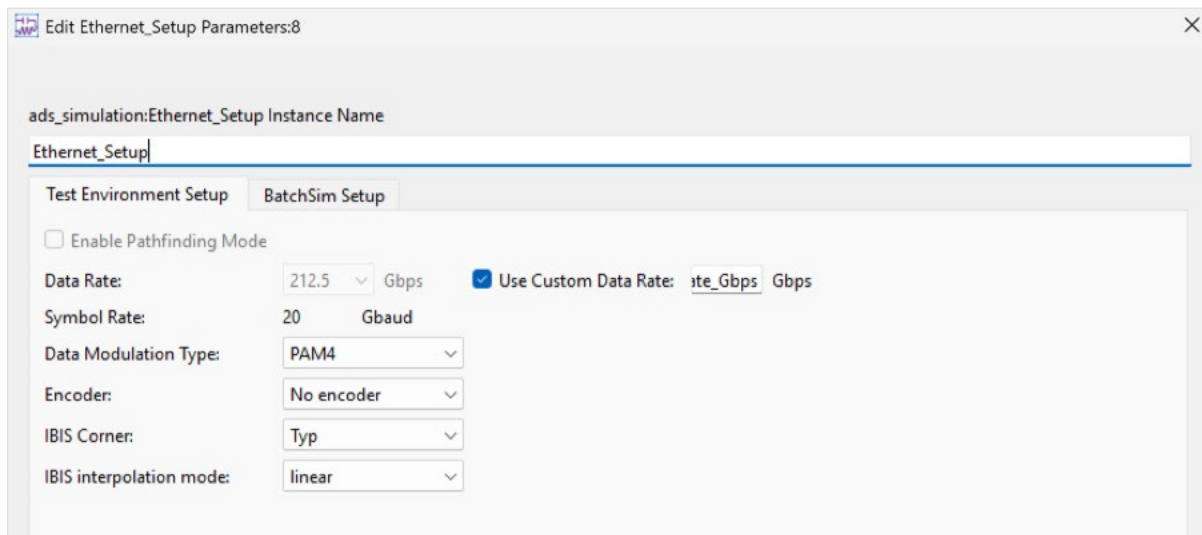 Edit Ethernet_Setup Parameters:8
ads_simulation:Ethernet_Setup Instance Name
Ethernet_Setup
Test Environment Setup BatchSim Setup
Enable Pathfinding Mode
Data Rate: 212.5 Gbps Use Custom Data Rate: ate_Gbps Gbps
Symbol Rate: 20 Gbaud
Data Modulation Type: PAM4
Encoder: No encoder
IBIS Corner: Typ
IBIS interpolation mode: linear